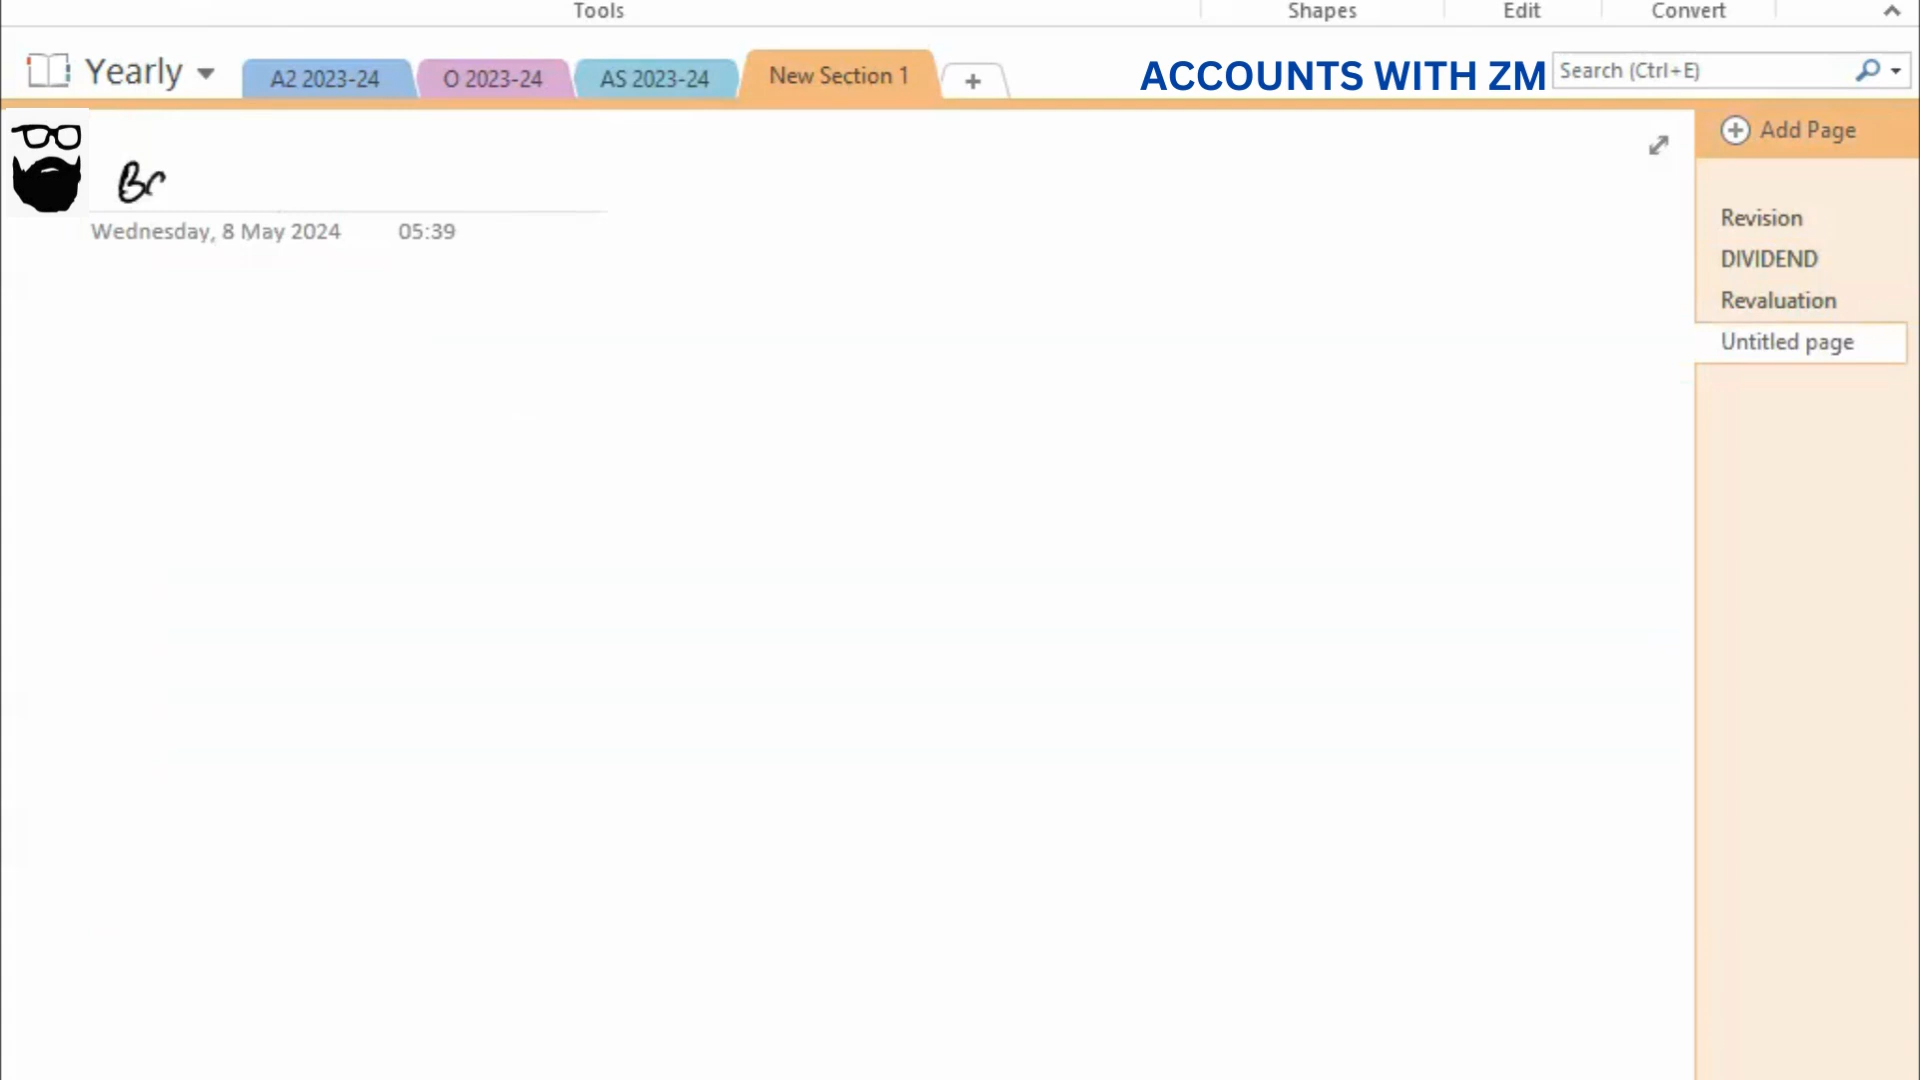 Tools Shapes Edit Convert
Yearly A2 2023-24 O 2023-24 AS 2023-24 New Section 1 + ACCOUNTS WITH ZM Search (Ctrl+E)
Add Page
Br
Wednesday, 8 May 2024 05:39
Revision
DIVIDEND
Revaluation
Untitled page